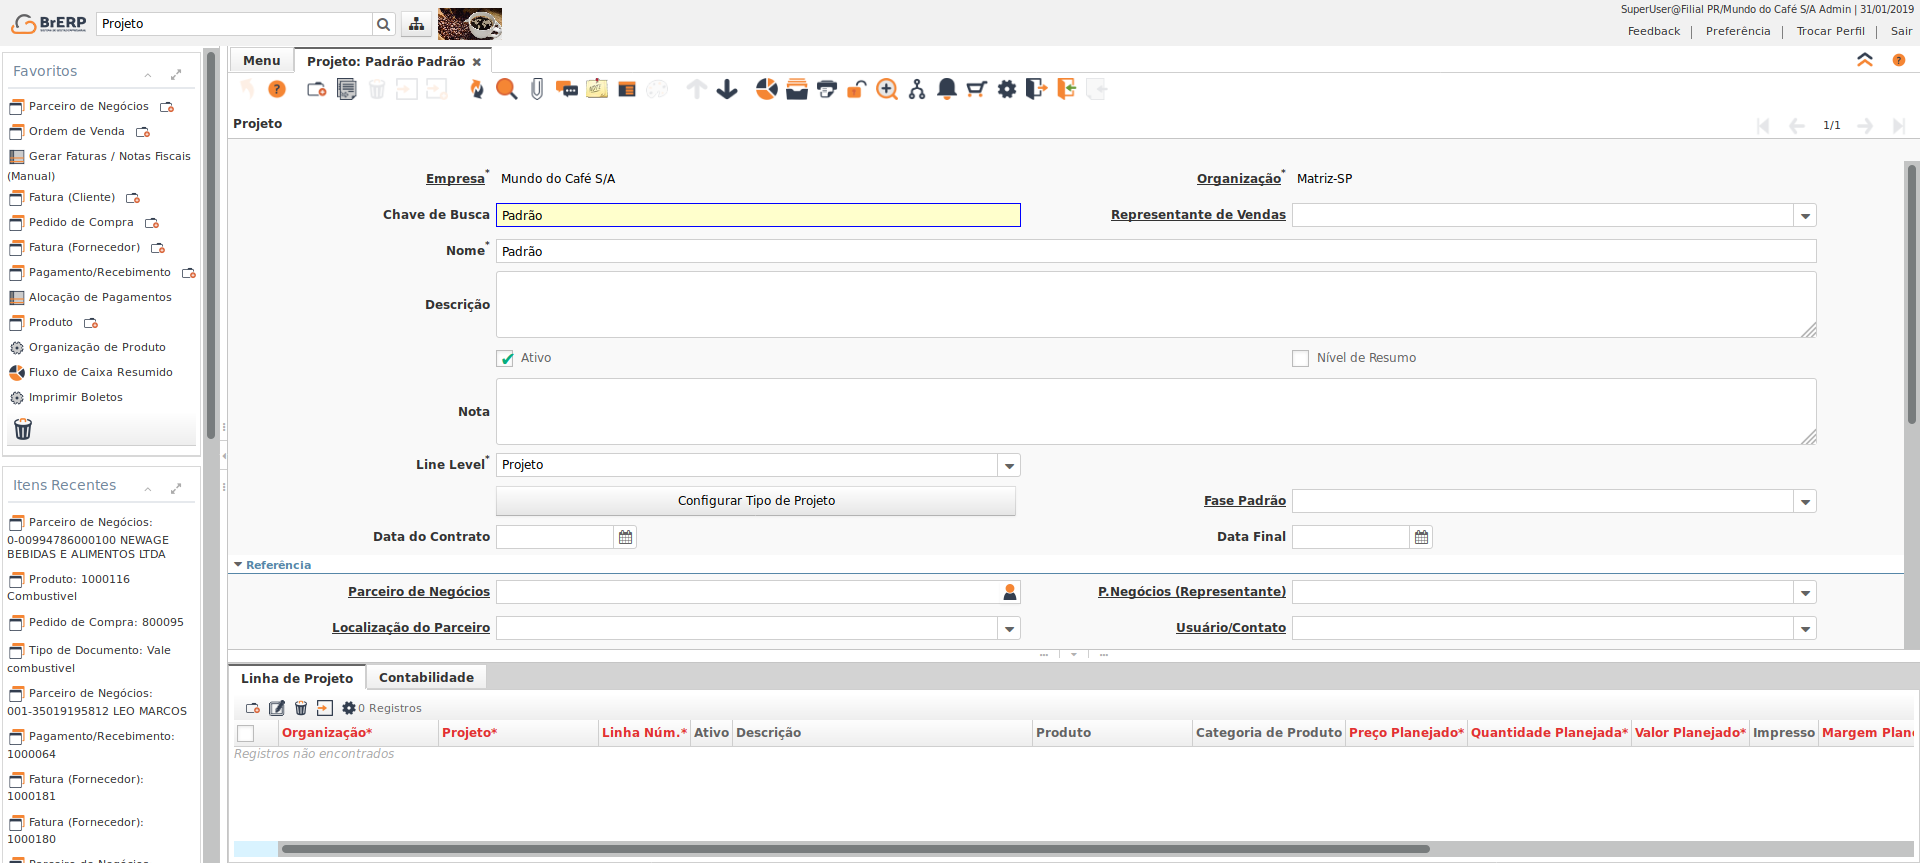 BrERP
Projeto
SuperUser@Filial PR/Mundo do Café S/A Admin | 31/01/2019
Feedback | Preferência | Trocar Perfil | Sair
Favoritos
Parceiro de Negócios
Ordem de Venda
Gerar Faturas / Notas Fiscais
(Manual)
Fatura (Cliente)
Pedido de Compra
Fatura (Fornecedor)
Pagamento/Recebimento
Alocação de Pagamentos
Produto
Organização de Produto
Fluxo de Caixa Resumido
Imprimir Boletos
Itens Recentes
Parceiro de Negócios:
0-00994786000100 NEWAGE
BEBIDAS E ALIMENTOS LTDA
Produto: 1000116
Combustivel
Pedido de Compra: 800095
Tipo de Documento: Vale
combustivel
Parceiro de Negócios:
001-35019195812 LEO MARCOS
Pagamento/Recebimento:
1000064
Fatura (Fornecedor):
1000181
Fatura (Fornecedor):
1000180
Menu
Projeto: Padrão Padrão
Projeto
1/1
Empresa* Mundo do Café S/A
Organização* Matriz-SP
Chave de Busca Padrão
Representante de Vendas
Nome* Padrão
Descrição
Ativo
Nível de Resumo
Nota
Line Level* Projeto
Configurar Tipo de Projeto
Fase Padrão
Data do Contrato
Data Final
Referência
Parceiro de Negócios
P.Negócios (Representante)
Localização do Parceiro
Usuário/Contato
Linha de Projeto
Contabilidade
0 Registros
Organização* Projeto* Linha Núm.* Ativo Descrição Produto Categoria de Produto Preço Planejado* Quantidade Planejada* Valor Planejado* Impresso Margem
Registros não encontrados